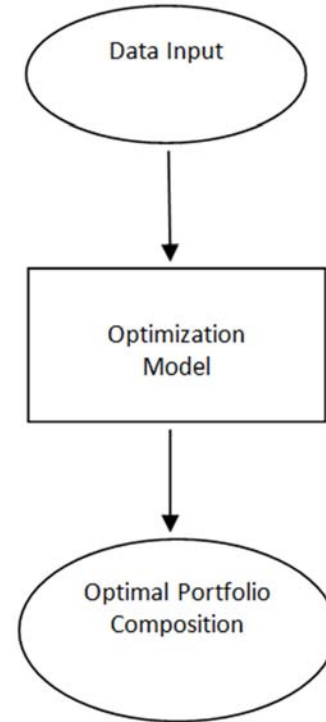 Data Input
Optimization
Model
Optimal Portfolio
Composition